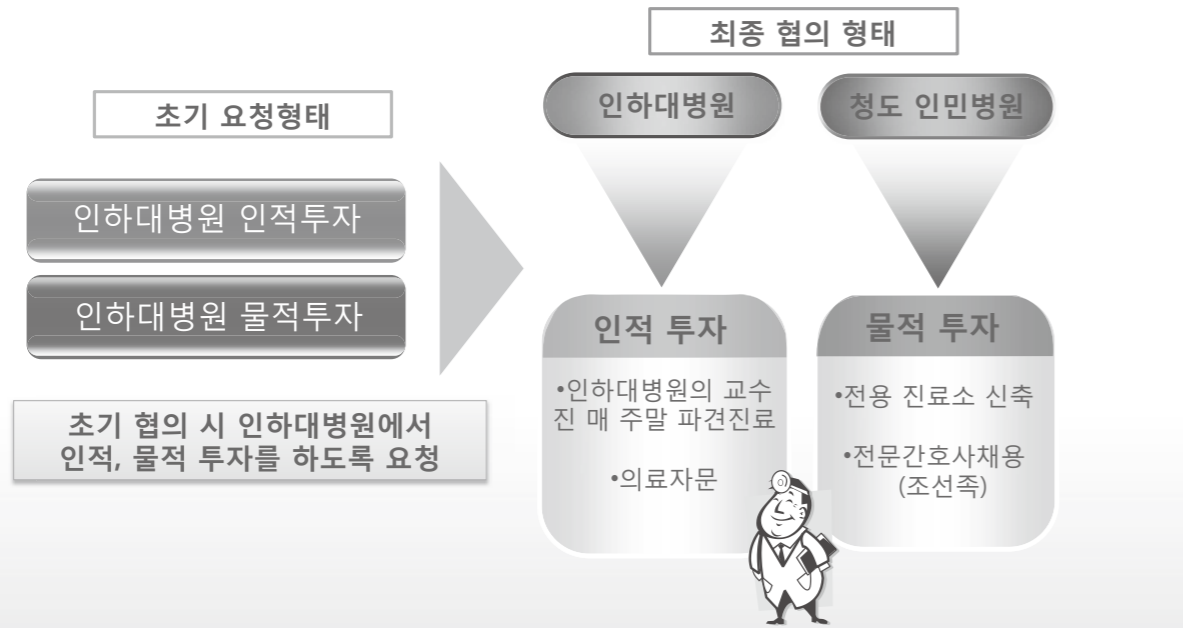 초기 요청형태
인하대병원 인적투자
인하대병원 물적투자
초기 협의 시 인하대병원에서
인적, 물적 투자를 하도록 요청
최종 협의 형태
인하대병원
인적 투자
•인하대병원의 교수
진 매 주말 파견진료
•의료자문
청도 인민병원
물적 투자
•전용 진료소 신축
•전문간호사채용
(조선족)